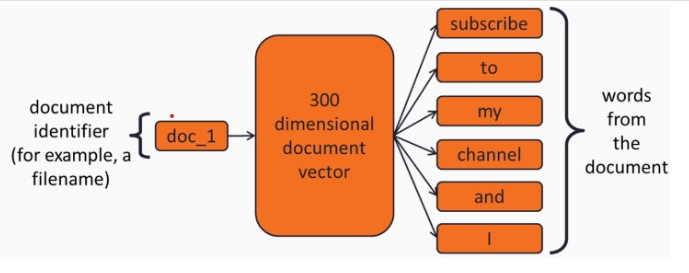 document
identifier
(for example, a
filename)
doc_1
300
dimensional
document
vector
subscribe
to
my
channel
and
I
words
from
the
document